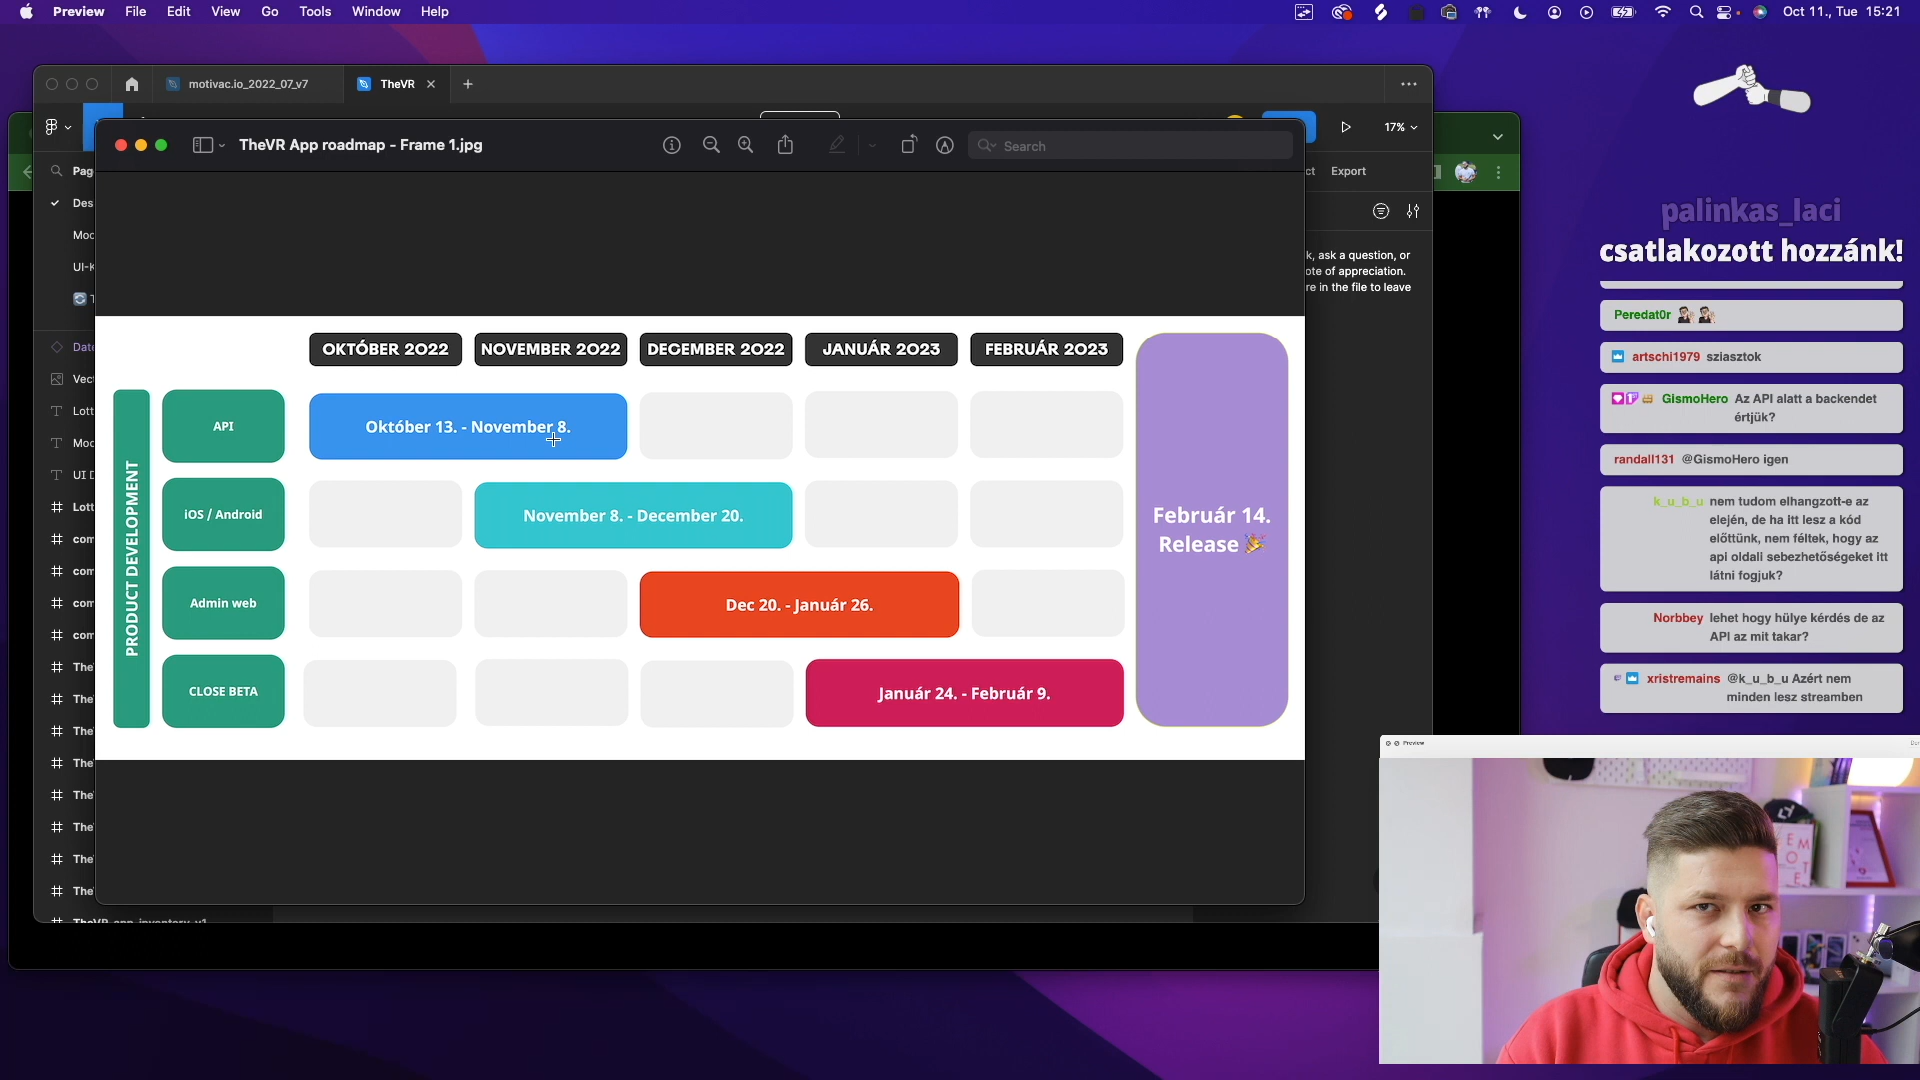 Preview File Edit View Go Tools Window Help
Oct 11., Tue 15:21
motivac.io_2022_07_v7
TheVR
17%
TheVR App roadmap - Frame 1.jpg
Search
Export
k, ask a question, or
ote of appreciation.
re in the file to leave
OKTÓBER 2022
NOVEMBER 2022
DECEMBER 2022
JANUÁR 2023
FEBRUÁR 2023
PRODUCT DEVELOPMENT
API
Október 13. - November 8.
iOS / Android
November 8. - December 20.
Admin web
Dec 20. - Január 26.
CLOSE BETA
Január 24. - Február 9.
Február 14.
Release 🎉
TheVR_app_inventory_v1
palinkas_laci
csatlakozott hozzánk!
Peredat0r
artschi1979 sziasztok
GismoHero Az API alatt a backendet
értjük?
randall131 @GismoHero igen
k_u_b_u nem tudom elhangzott-e az
elején, de ha itt lesz a kód
előttünk, nem féltek, hogy az
api oldali sebezhetőségeket itt
látni fogjuk?
Norbbey lehet hogy hülye kérdés de az
API az mit takar?
xristremains @k_u_b_u Azért nem
minden lesz streamben
Preview